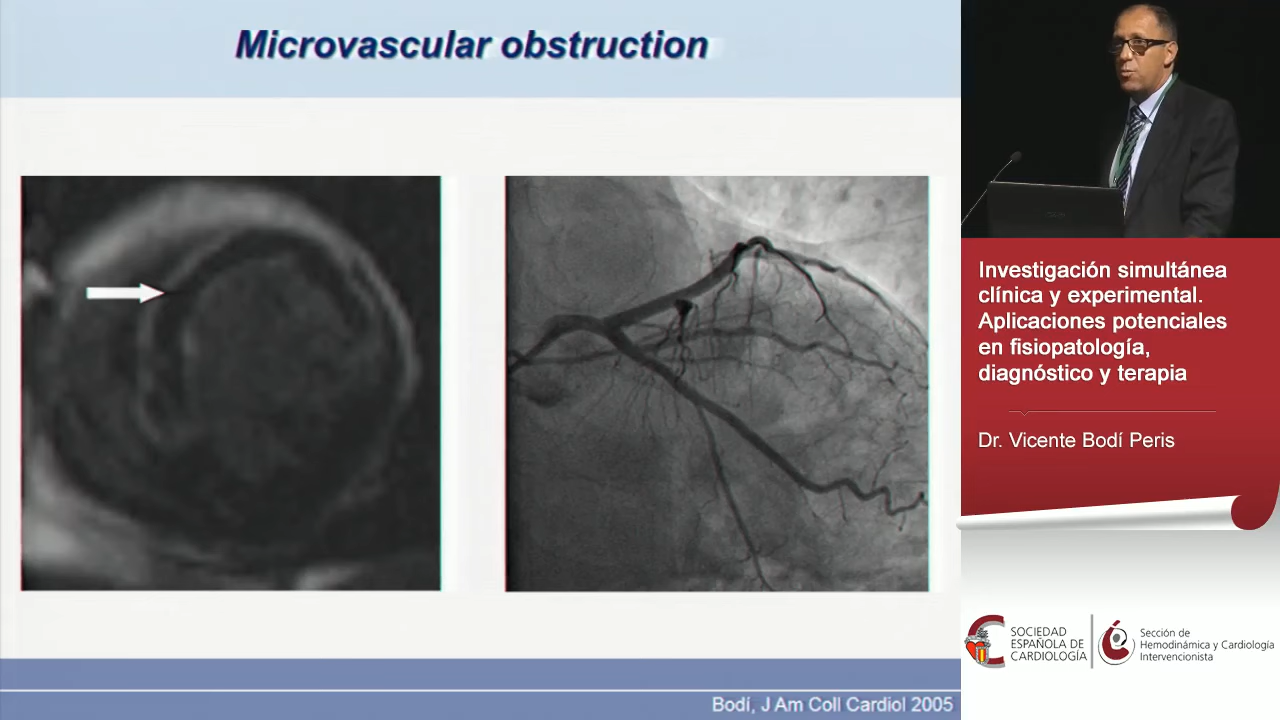 Microvascular obstruction
Bodí, J Am Coll Cardiol 2005
Investigación simultánea
clínica y experimental.
Aplicaciones potenciales
en fisiopatología,
diagnóstico y terapia
Dr. Vicente Bodí Peris
SOCIEDAD
ESPAÑOLA DE
CARDIOLOGÍA
Sección de
Hemodinámica y Cardiología
Intervencionista